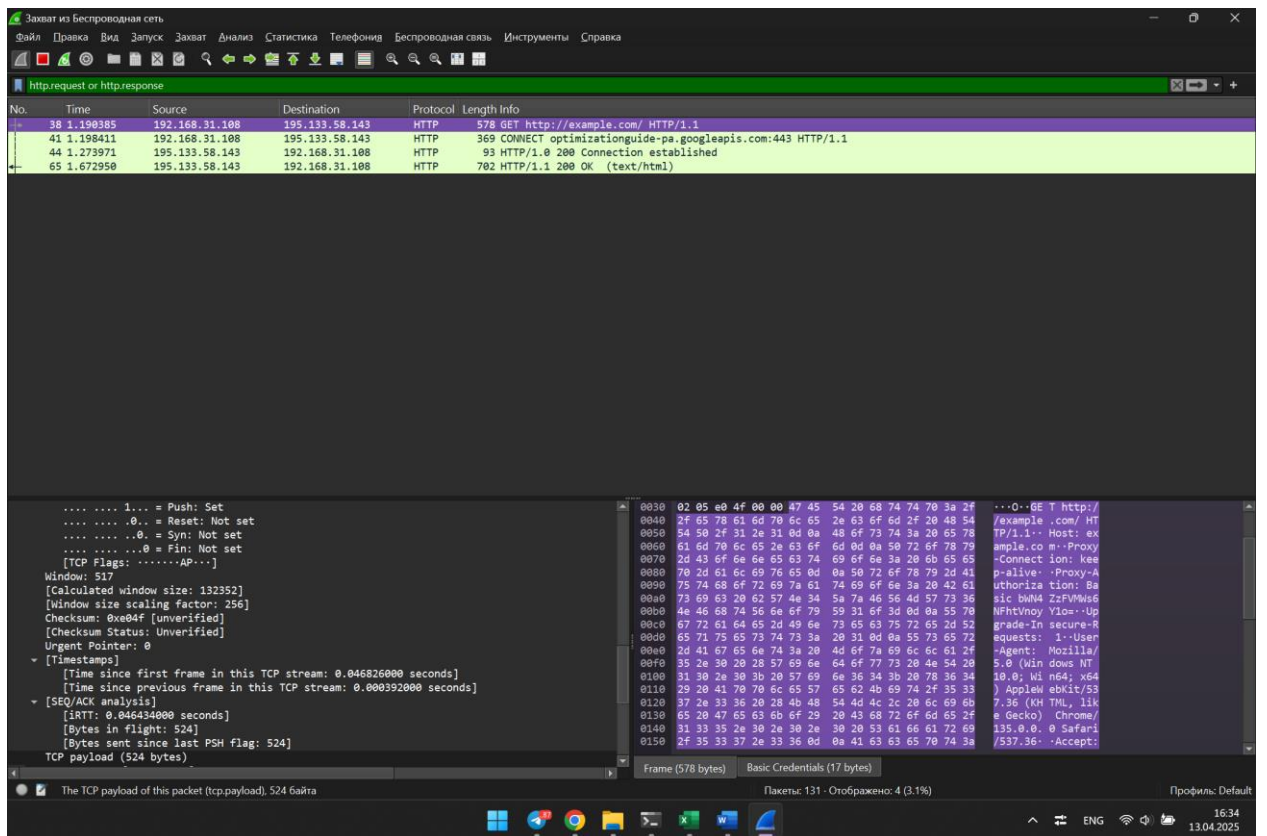 Захват из Беспроводная сеть
Файл Правка Вид Запуск Захват Анализ Статистика Телефония Беспроводная связь Инструменты Справка
http.request or http.response
No. Time Source Destination Protocol Length Info
38 1.190385 192.168.31.108 195.133.58.143 HTTP 578 GET http://example.com/ HTTP/1.1
41 1.198411 192.168.31.108 195.133.58.143 HTTP 369 CONNECT optimizationguide-pa.googleapis.com:443 HTTP/1.1
44 1.273971 195.133.58.143 192.168.31.108 HTTP 93 HTTP/1.0 200 Connection established
65 1.672950 195.133.58.143 192.168.31.108 HTTP 702 HTTP/1.1 200 OK (text/html)
.... .... 1... = Push: Set
.... .... .0.. = Reset: Not set
.... .... ..0. = Syn: Not set
.... .... ...0 = Fin: Not set
[TCP Flags: ·······AP···]
Window: 517
[Calculated window size: 132352]
[Window size scaling factor: 256]
Checksum: 0xe04f [unverified]
[Checksum Status: Unverified]
Urgent Pointer: 0
[Timestamps]
[Time since first frame in this TCP stream: 0.046826000 seconds]
[Time since previous frame in this TCP stream: 0.000392000 seconds]
[SEQ/ACK analysis]
[iRTT: 0.046434000 seconds]
[Bytes in flight: 524]
[Bytes sent since last PSH flag: 524]
TCP payload (524 bytes)
0030 02 05 e0 4f 00 00 47 45 54 20 68 74 74 70 3a 2f ···O··GE T http:/
0040 2f 65 78 61 6d 70 6c 65 2e 63 6f 6d 2f 20 48 54 /example .com/ HT
0050 54 50 2f 31 2e 31 0d 0a 48 6f 73 74 3a 20 65 78 TP/1.1·· Host: ex
0060 61 6d 70 6c 65 2e 63 6f 6d 0d 0a 50 72 6f 78 79 ample.co m··Proxy
0070 2d 43 6f 6e 6e 65 63 74 69 6f 6e 3a 20 6b 65 65 -Connect ion: kee
0080 70 2d 61 6c 69 76 65 0d 0a 50 72 6f 78 79 2d 41 p-alive· ·Proxy-A
0090 75 74 68 6f 72 69 7a 61 74 69 6f 6e 3a 20 42 61 uthoriza tion: Ba
00a0 73 69 63 20 62 57 4e 34 5a 7a 46 56 4d 57 73 36 sic bWN4 ZzFVMWs6
00b0 4e 46 68 74 56 6e 6f 79 59 31 6f 3d 0d 0a 55 70 NFhtVnoy Y1o=··Up
00c0 67 72 61 64 65 2d 49 6e 73 65 63 75 72 65 2d 52 grade-In secure-R
00d0 65 71 75 65 73 74 73 3a 20 31 0d 0a 55 73 65 72 equests: 1··User
00e0 2d 41 67 65 6e 74 3a 20 4d 6f 7a 69 6c 6c 61 2f -Agent: Mozilla/
00f0 35 2e 30 20 28 57 69 6e 64 6f 77 73 20 4e 54 20 5.0 (Win dows NT
0100 31 30 2e 30 3b 20 57 69 6e 36 34 3b 20 78 36 34 10.0; Wi n64; x64
0110 29 20 41 70 70 6c 65 57 65 62 4b 69 74 2f 35 33 ) AppleW ebKit/53
0120 37 2e 33 36 20 28 4b 48 54 4d 4c 2c 20 6c 69 6b 7.36 (KH TML, lik
0130 65 20 47 65 63 6b 6f 29 20 43 68 72 6f 6d 65 2f e Gecko) Chrome/
0140 31 33 35 2e 30 2e 30 2e 30 20 53 61 66 61 72 69 135.0.0. 0 Safari
0150 2f 35 33 37 2e 33 36 0d 0a 41 63 63 65 70 74 3a /537.36· ·Accept:
Frame (578 bytes) Basic Credentials (17 bytes)
The TCP payload of this packet (tcp.payload), 524 байта Пакеты: 131 · Отображено: 4 (3.1%) Профиль: Default
ENG 16:34
13.04.2025